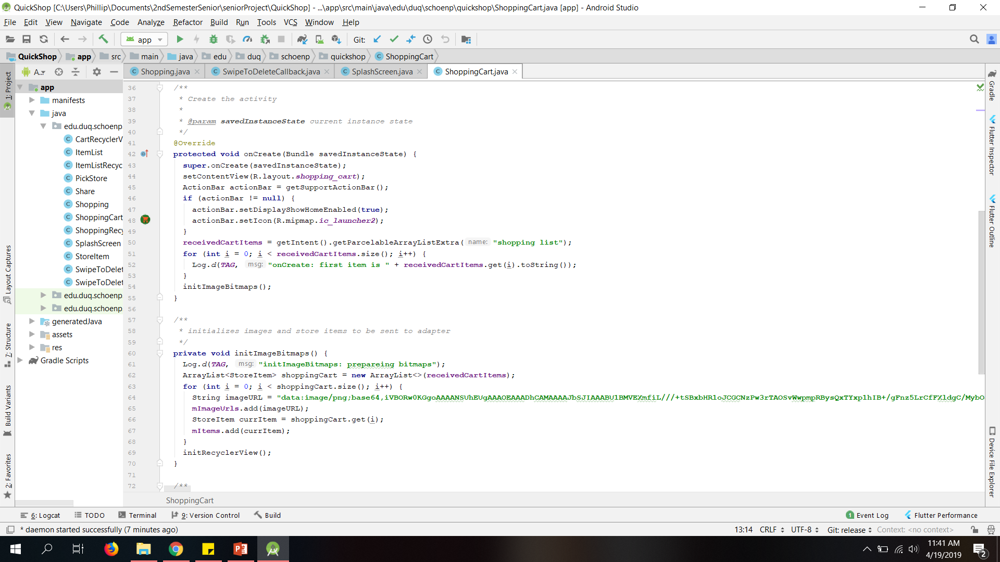 QuickShop [C:\Users\Phillip\Documents\2ndSemesterSenior\seniorProject\QuickShop] - ...\app\src\main\java\edu\duq\schoenp\quickshop\ShoppingCart.java [app] - Android Studio
File Edit View Navigate Code Analyze Refactor Build Run Tools VCS Window Help
app Git:
QuickShop app src main java edu duq schoenp quickshop ShoppingCart
A.. Shopping.java SwipeToDeleteCallback.java SplashScreen.java ShoppingCart.java
1: Project
Layout Captures
7: Structure
Build Variants
2: Favorites
app
manifests
java
edu.duq.schoenp
CartRecyclerV
ItemList
ItemListRecyc
PickStore
Share
Shopping
ShoppingCart
ShoppingRecy
SplashScreen
StoreItem
SwipeToDelet
SwipeToDelet
edu.duq.schoenp
edu.duq.schoenp
generatedJava
assets
res
Gradle Scripts
36 /**
37 * Create the activity
38 *
39 * @param savedInstanceState current instance state
40 */
41 @Override
42 protected void onCreate(Bundle savedInstanceState) {
43 super.onCreate(savedInstanceState);
44 setContentView(R.layout.shopping_cart);
45 ActionBar actionBar = getSupportActionBar();
46 if (actionBar != null) {
47 actionBar.setDisplayShowHomeEnabled(true);
48 actionBar.setIcon(R.mipmap.ic_launcher2);
49 }
50 receivedCartItems = getIntent().getParcelableArrayListExtra( name: "shopping list");
51 for (int i = 0; i < receivedCartItems.size(); i++) {
52 Log.d(TAG, msg: "onCreate: first item is " + receivedCartItems.get(i).toString());
53 }
54 initImageBitmaps();
55 }
56
57 /**
58 * initializes images and store items to be sent to adapter
59 */
60 private void initImageBitmaps() {
61 Log.d(TAG, msg: "initImageBitmaps: prepareing bitmaps");
62 ArrayList<StoreItem> shoppingCart = new ArrayList<>(receivedCartItems);
63 for (int i = 0; i < shoppingCart.size(); i++) {
64 String imageURL = "data:image/png;base64,iVBORw0KGgoAAAANSUhEUgAAAOEAAADhCAMAAAAJbSJIAAABU1BMVEXmfiL///+tSBxbHR1oJCGCNzPw3rTAOSvWwpmpRBysQxTYxp1hIB+/gFnz5LrCfFXldgC/MybO
65 mImageUrls.add(imageURL);
66 StoreItem currItem = shoppingCart.get(i);
67 mItems.add(currItem);
68 }
69 initRecyclerView();
70 }
71
72 /**
ShoppingCart
Gradle
Flutter Inspector
Flutter Outline
Device File Explorer
6: Logcat TODO Terminal 9: Version Control Build 1 Event Log Flutter Performance
* daemon started successfully (7 minutes ago) 13:14 CRLF UTF-8 Git: release Context: <no context>
11:41 AM
4/19/2019
2